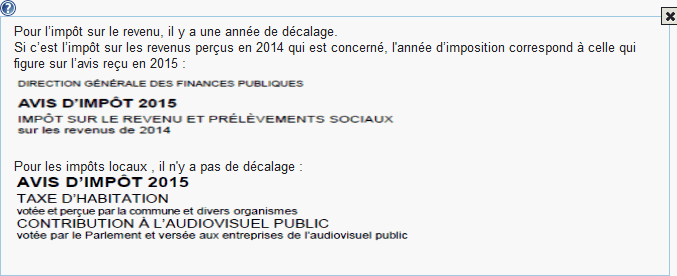 Pour l'impôt sur le revenu, il y a une année de décalage.
Si c'est l'impôt sur les revenus perçus en 2014 qui est concerné, l'année d'imposition correspond à celle qui
figure sur l'avis reçu en 2015 :
DIRECTION GÉNÉRALE DES FINANCES PUBLIQUES
AVIS D'IMPÔT 2015
IMPÔT SUR LE REVENU ET PRÉLÈVEMENTS SOCIAUX
sur les revenus de 2014
Pour les impôts locaux , il n'y a pas de décalage :
AVIS D'IMPÔT 2015
TAXE D'HABITATION
votée et perçue par la commune et divers organismes
CONTRIBUTION À L'AUDIOVISUEL PUBLIC
votée par le Parlement et versée aux entreprises de l'audiovisuel public